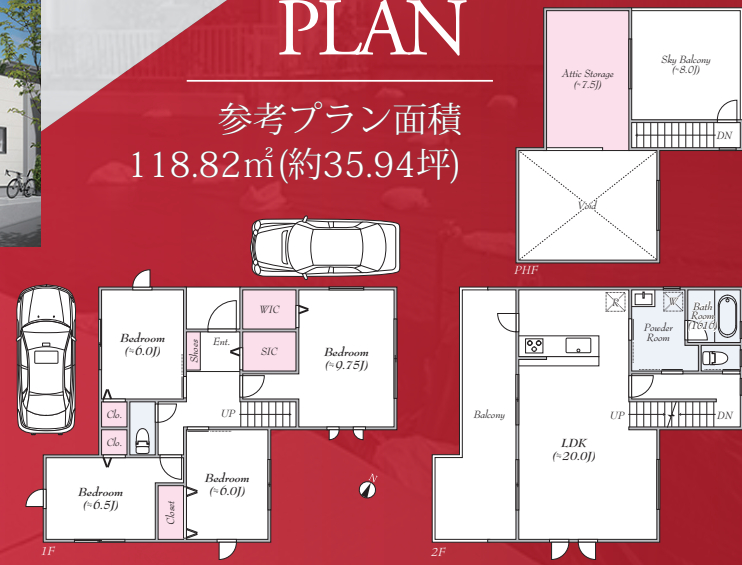 PLAN
参考プラン面積
118.82㎡(約35.94坪)
Attic Storage
(≒7.5J)
Sky Balcony
(≒8.0J)
DN
Void
PHF
Bedroom
(≒6.0J)
Shoes
Ent.
WIC
SIC
Bedroom
(≒9.75J)
Clo.
Clo.
UP
Bedroom
(≒6.5J)
Closet
Bedroom
(≒6.0J)
N
1F
Balcony
R
W
Powder
Room
Bath
Room
(1616)
UP
DN
LDK
(≒20.0J)
2F